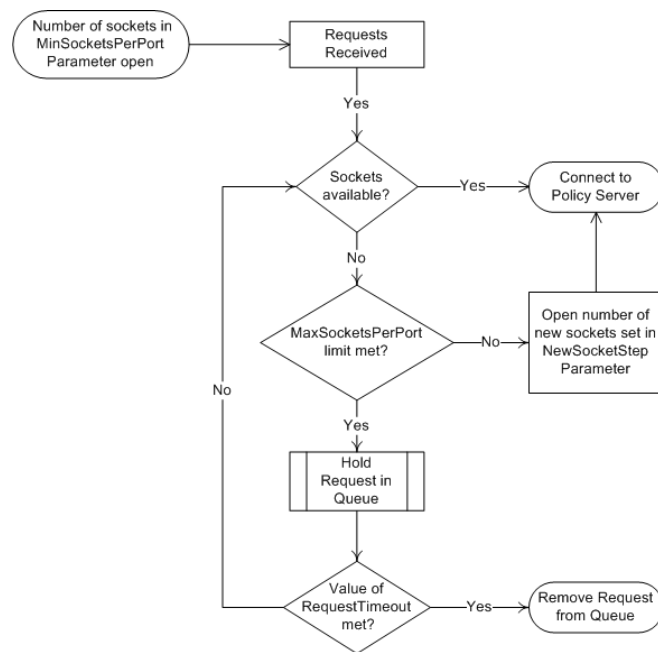 Number of sockets in
MinSocketsPerPort
Parameter open
Requests
Received
Yes
Sockets
available?
Yes
Connect to
Policy Server
No
MaxSocketsPerPort
limit met?
No
Open number of
new sockets set in
NewSocketStep
Parameter
No
Yes
Hold
Request in
Queue
Value of
RequestTimeout
met?
Yes
Remove Request
from Queue